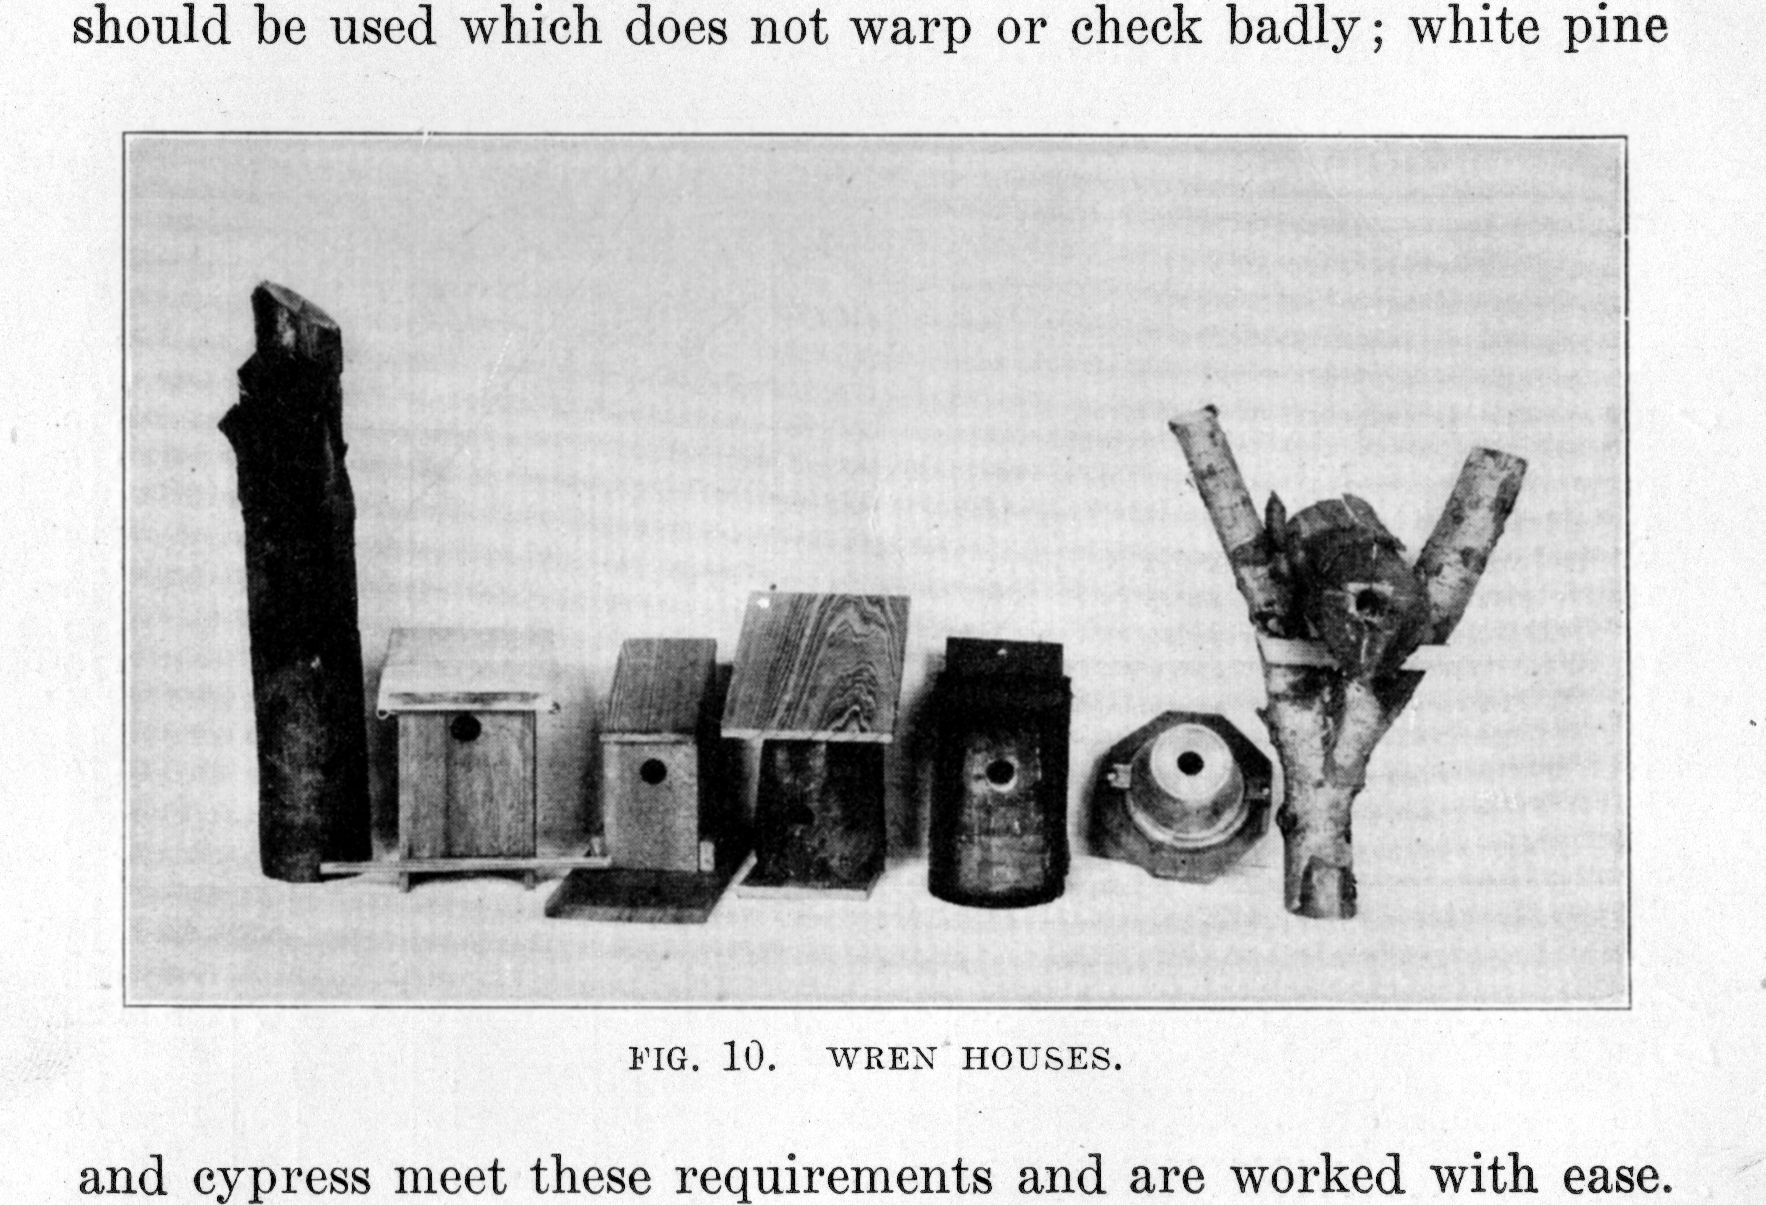 should be used which does not warp or check badly; white pine
FIG. 10. WREN HOUSES.
and cypress meet these requirements and are worked with ease.